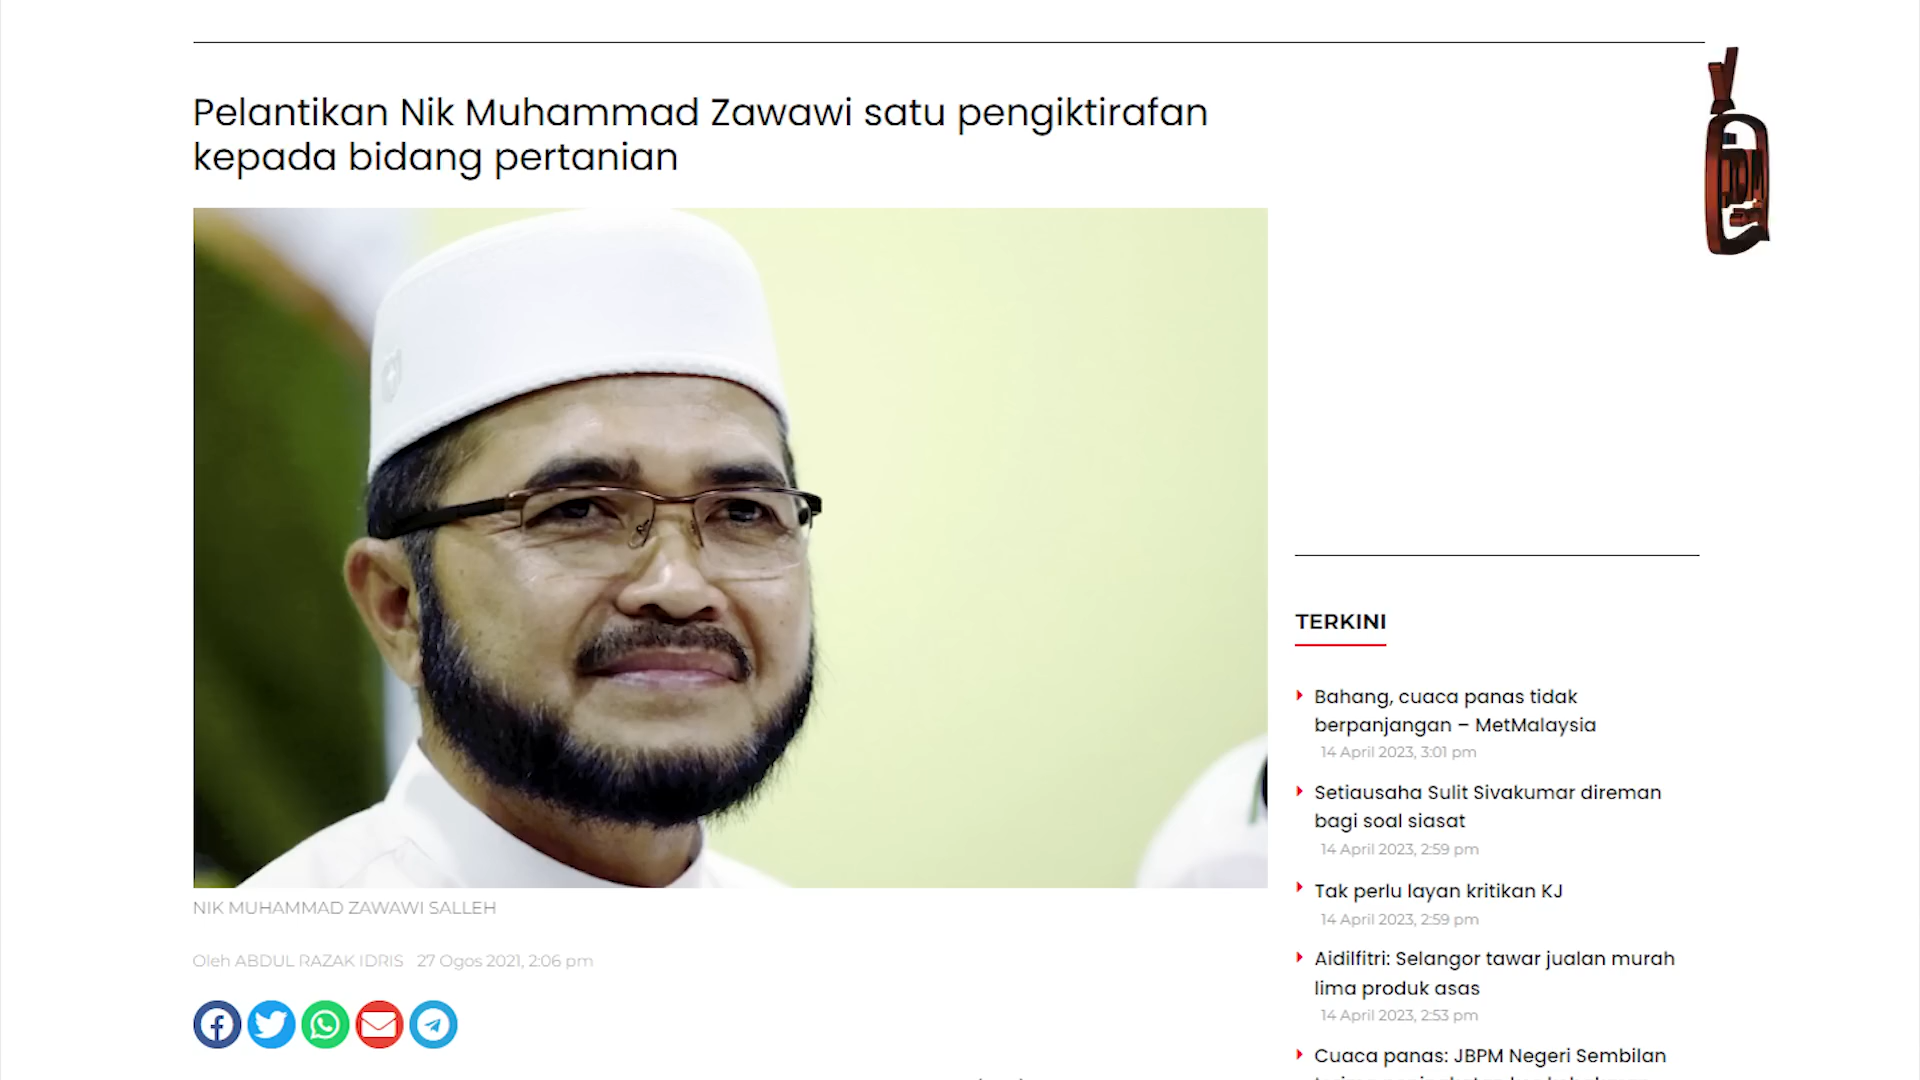 Pelantikan Nik Muhammad Zawawi satu pengiktirafan
kepada bidang pertanian
NIK MUHAMMAD ZAWAWI SALLEH
Oleh ABDUL RAZAK IDRIS 27 Ogos 2021, 2:06 pm
TERKINI
Bahang, cuaca panas tidak
berpanjangan – MetMalaysia
14 April 2023, 3:01 pm
Setiausaha Sulit Sivakumar direman
bagi soal siasat
14 April 2023, 2:59 pm
Tak perlu layan kritikan KJ
14 April 2023, 2:59 pm
Aidilfitri: Selangor tawar jualan murah
lima produk asas
14 April 2023, 2:53 pm
Cuaca panas: JBPM Negeri Sembilan